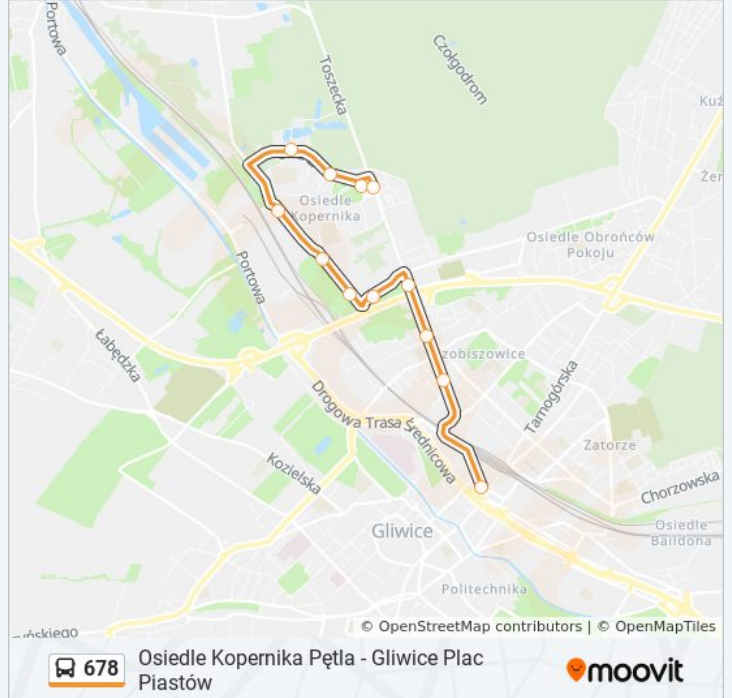 Portowa
Toszecka
Czołgodrom
Kuź
Żer
Osiedle
Kopernika
Osiedle Obrońców
Pokoju
Portowa
Łabędzka
zobiszowice
Tarnogórska
Drogowa Trasa Średnicowa
Zatorze
Kozielska
Chorzowska
Gliwice
Osiedle
Baildona
Politechnika
yńskiego
© OpenStreetMap contributors | © OpenMapTiles
678
Osiedle Kopernika Pętla - Gliwice Plac
Piastów
moovit